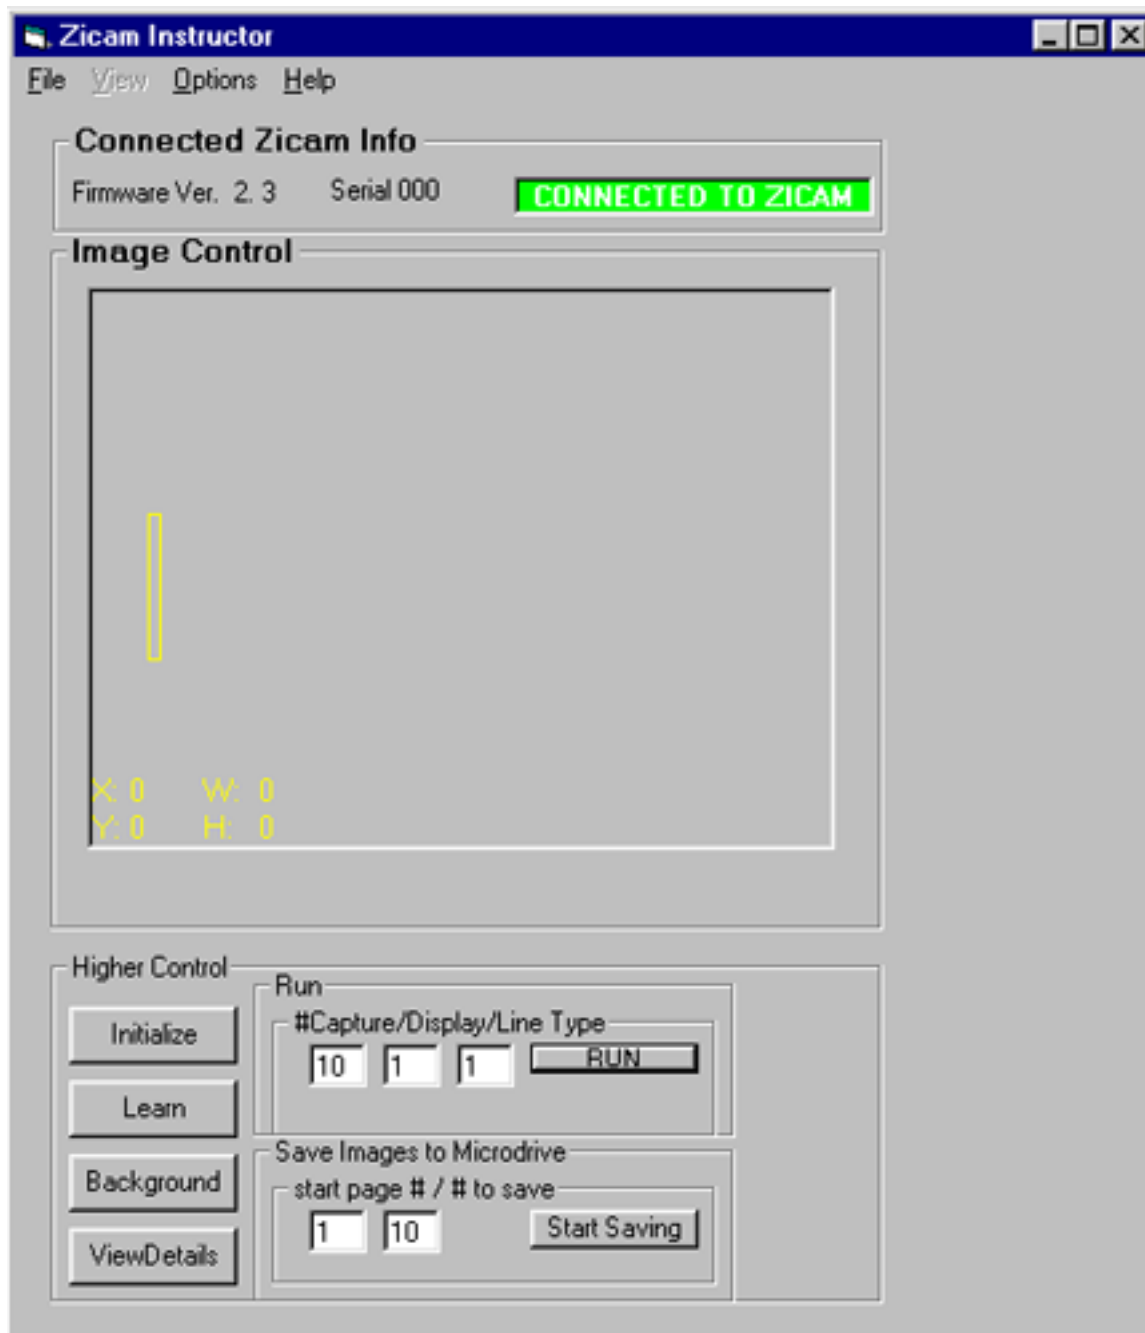 Zicam Instructor
File View Options Help
Connected Zicam Info
Firmware Ver. 2. 3 Serial 000 CONNECTED TO ZICAM
Image Control
X: 0 W: 0
Y: 0 H: 0
Higher Control
Initialize
Learn
Background
ViewDetails
Run
#Capture/Display/Line Type
10 1 1 RUN
Save Images to Microdrive
start page # / # to save
1 10 Start Saving